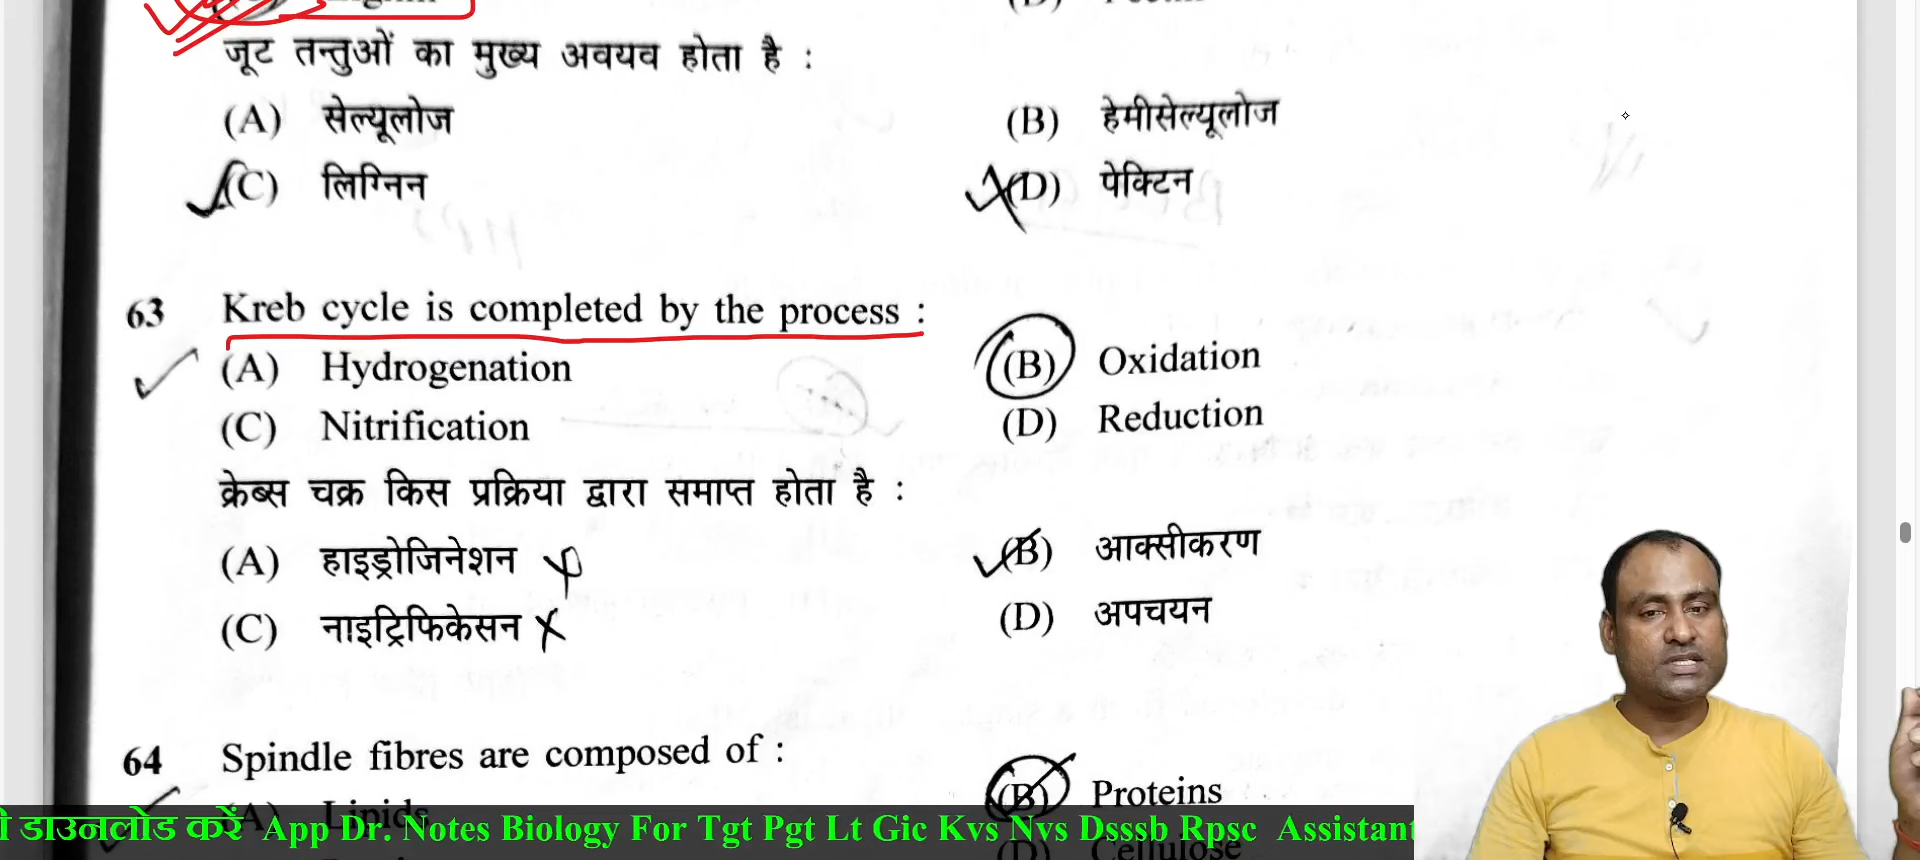 जूट तन्तुओं का मुख्य अवयव होता है :
(A) सेल्यूलोज (B) हेमीसेल्यूलोज
(C) लिग्निन (D) पेक्टिन
63 Kreb cycle is completed by the process :
(A) Hydrogenation (B) Oxidation
(C) Nitrification (D) Reduction
क्रेब्स चक्र किस प्रक्रिया द्वारा समाप्त होता है :
(A) हाइड्रोजिनेशन (B) आक्सीकरण
(C) नाइट्रिफिकेसन (D) अपचयन
64 Spindle fibres are composed of :
(A) Lipids (B) Proteins
(D) Cellulose
डाउनलोड करें App Dr. Notes Biology For Tgt Pgt Lt Gic Kvs Nvs Dsssb Rpsc Assistant